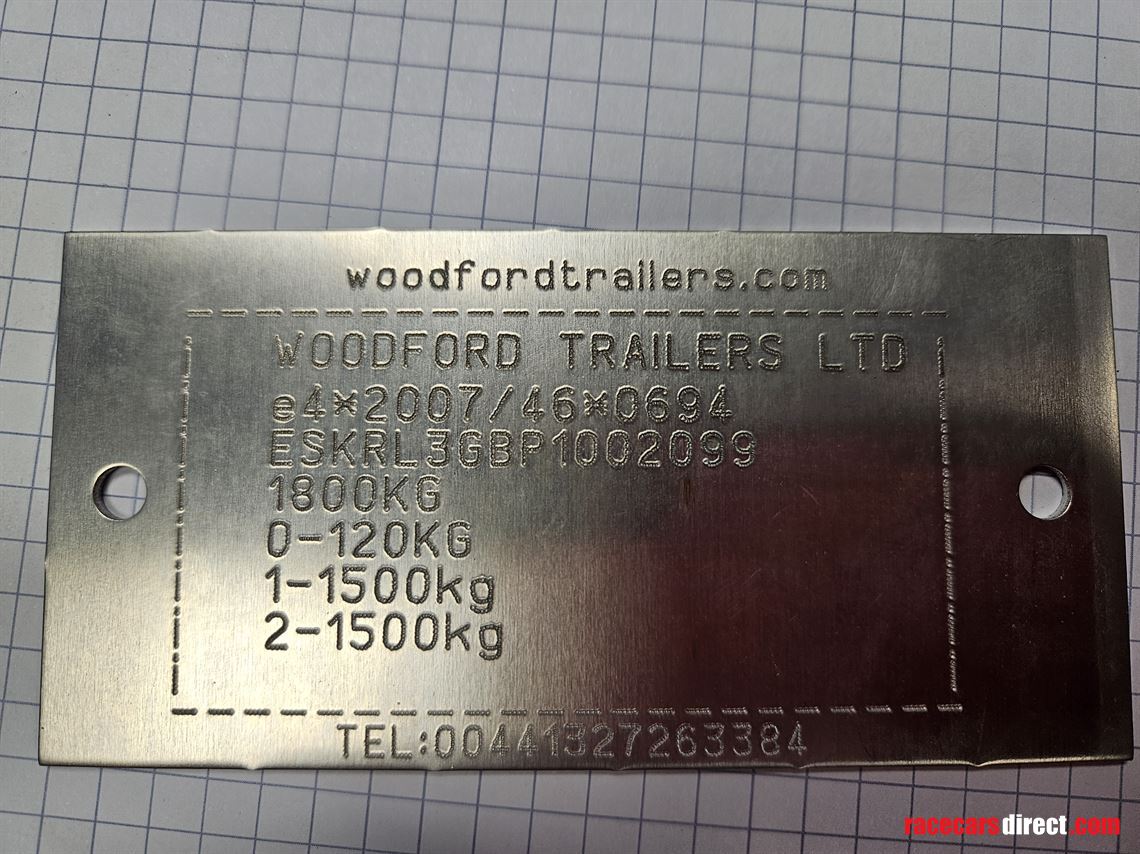 woodfordtrailers.com
WOODFORD TRAILERS LTD
e4*2007/46*0694
ESKRL3GBP1002099
1800KG
0-120KG
1-1500kg
2-1500kg
TEL:00441327263384
racecarsdirect.com